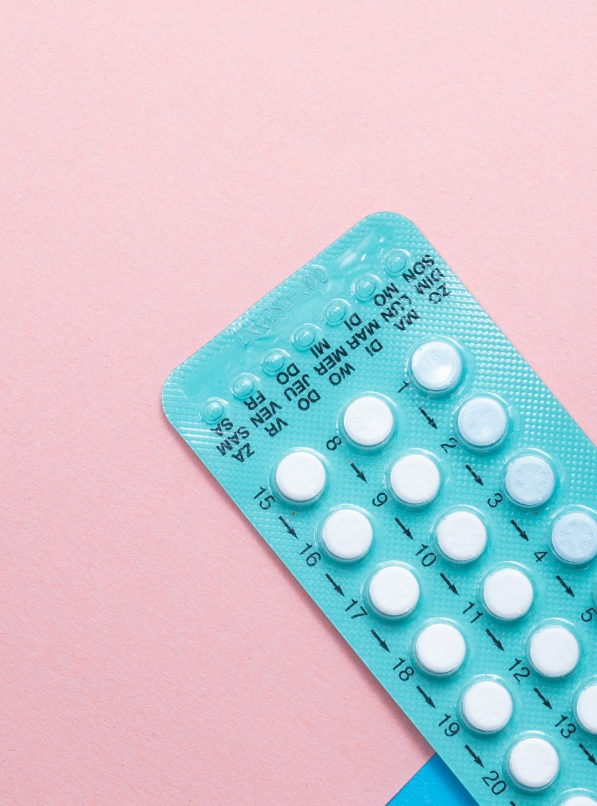 SON MO DI MI DO FR SA
DIM LUN MAR MER JEU VEN SAM
ZO MA DI WO DO VR ZA
1 → 2 → 3 → 4 → 5
8 → 9 → 10 → 11 → 12 → 13 →
15 → 16 → 17 → 18 → 19 → 20